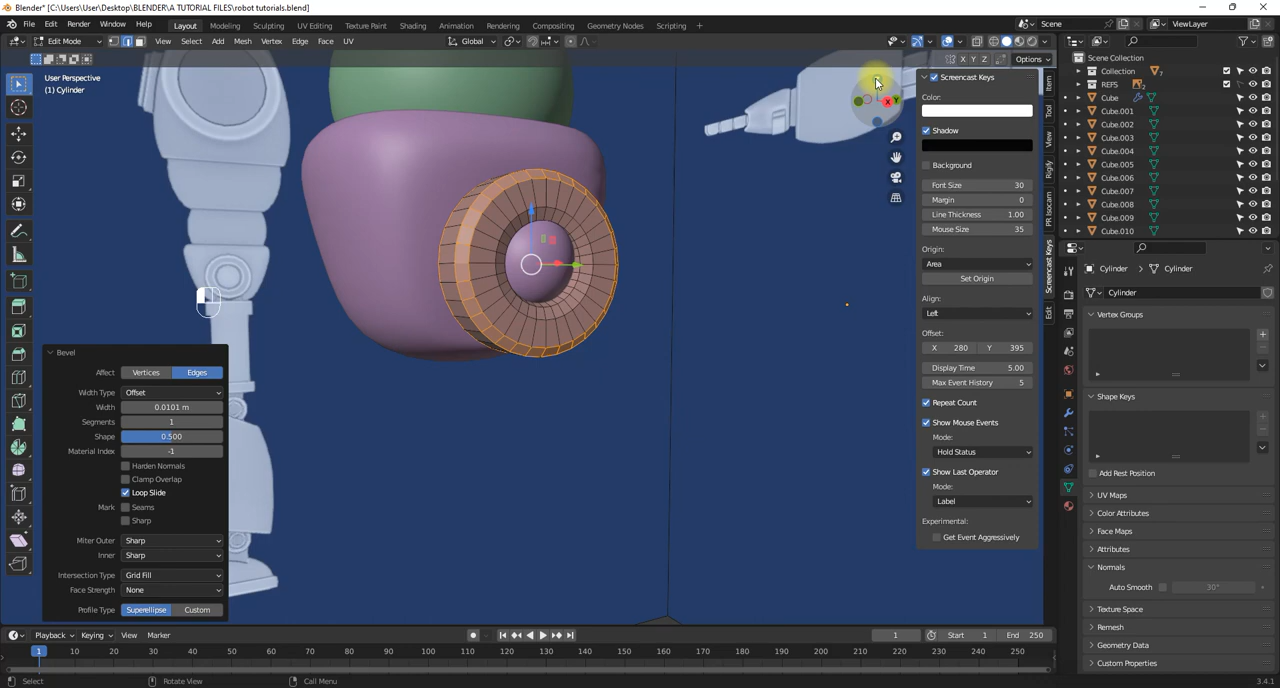 Blender* [C:\Users\User\Desktop\BLENDER\A TUTORIAL FILES\robot tutorials.blend]
File Edit Render Window Help Layout Modeling Sculpting UV Editing Texture Paint Shading Animation Rendering Compositing Geometry Nodes Scripting + Scene ViewLayer
Edit Mode View Select Add Mesh Vertex Edge Face UV Global
X Y Z Options
User Perspective
(1) Cylinder
X Y
Screencast Keys
Color:
Shadow
Background
Font Size 30
Margin 0
Line Thickness 1.00
Mouse Size 35
Origin:
Area
Set Origin
Align:
Left
Offset:
X 280 Y 395
Display Time 5.00
Max Event History 5
Repeat Count
Show Mouse Events
Mode:
Hold Status
Show Last Operator
Mode:
Label
Experimental:
Get Event Aggressively
Item
Tool
View
Rigify
PR Isocam
Screencast Keys
Edit
Scene Collection
Collection 7
REFS 2
Cube
Cube.001
Cube.002
Cube.003
Cube.004
Cube.005
Cube.006
Cube.007
Cube.008
Cube.009
Cube.010
Cylinder Cylinder
Cylinder
Vertex Groups
Shape Keys
Add Rest Position
UV Maps
Color Attributes
Face Maps
Attributes
Normals
Auto Smooth 30°
Texture Space
Remesh
Geometry Data
Custom Properties
Bevel
Affect Vertices Edges
Width Type Offset
Width 0.0101 m
Segments 1
Shape 0.500
Material Index -1
Harden Normals
Clamp Overlap
Loop Slide
Mark Seams
Sharp
Miter Outer Sharp
Inner Sharp
Intersection Type Grid Fill
Face Strength None
Profile Type Superellipse Custom
Playback Keying View Marker 1 Start 1 End 250
1 10 20 30 40 50 60 70 80 90 100 110 120 130 140 150 160 170 180 190 200 210 220 230 240 250
Select Rotate View Call Menu 3.4.1